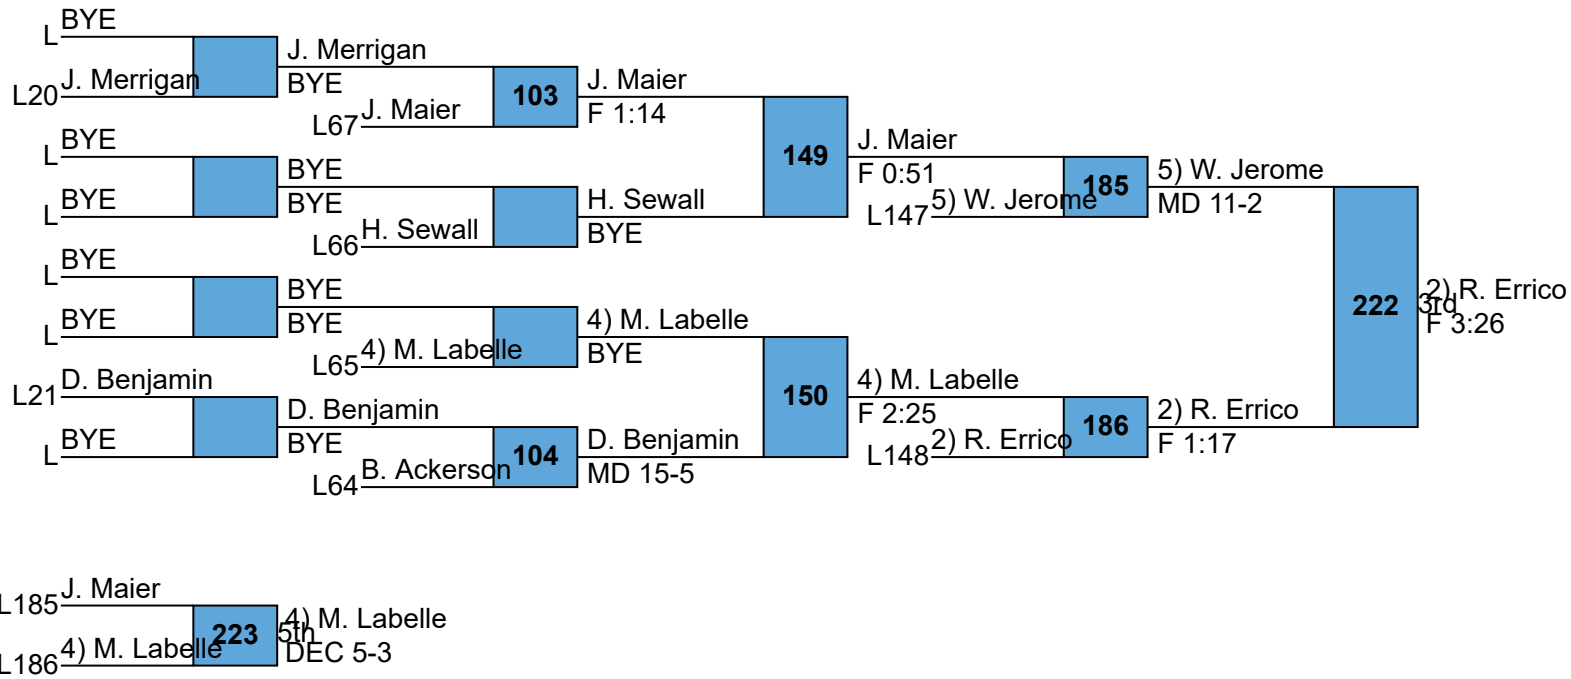 BYE
L
J. Merrigan
L20
J. Merrigan
BYE
J. Maier
L67
103
J. Maier
F 1:14
BYE
L
BYE
L
BYE
BYE
H. Sewall
L66
H. Sewall
BYE
149
J. Maier
F 0:51
5) W. Jerome
L147
185
5) W. Jerome
MD 11-2
BYE
L
BYE
L
BYE
BYE
4) M. Labelle
L65
4) M. Labelle
BYE
D. Benjamin
L21
BYE
L
D. Benjamin
BYE
B. Ackerson
L64
104
D. Benjamin
MD 15-5
150
4) M. Labelle
F 2:25
2) R. Errico
L148
186
2) R. Errico
F 1:17
222
3rd
2) R. Errico
F 3:26
J. Maier
L185
4) M. Labelle
L186
223
5th
4) M. Labelle
DEC 5-3